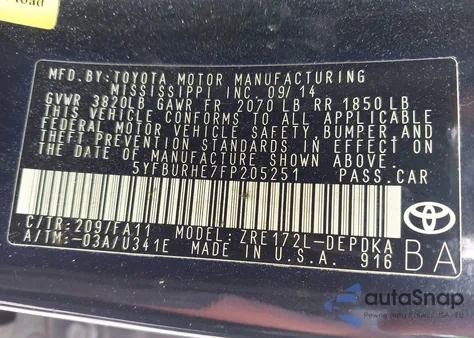 load
MFD. BY: TOYOTA MOTOR MANUFACTURING
MISSISSIPPI INC. 09/14
GVWR 3820LB GAWR FR 2070 LB RR 1850 LB
THIS VEHICLE CONFORMS TO ALL APPLICABLE
FEDERAL MOTOR VEHICLE SAFETY, BUMPER, AND
THEFT PREVENTION STANDARDS IN EFFECT ON
THE DATE OF MANUFACTURE SHOWN ABOVE.
5YFBURHE7FP205251 PASS. CAR
C/TR: 209/FA11 MODEL: ZRE172L-DEPDKA
A/TM: -03A/U341E MADE IN U.S.A. 916
BA
autoSnap